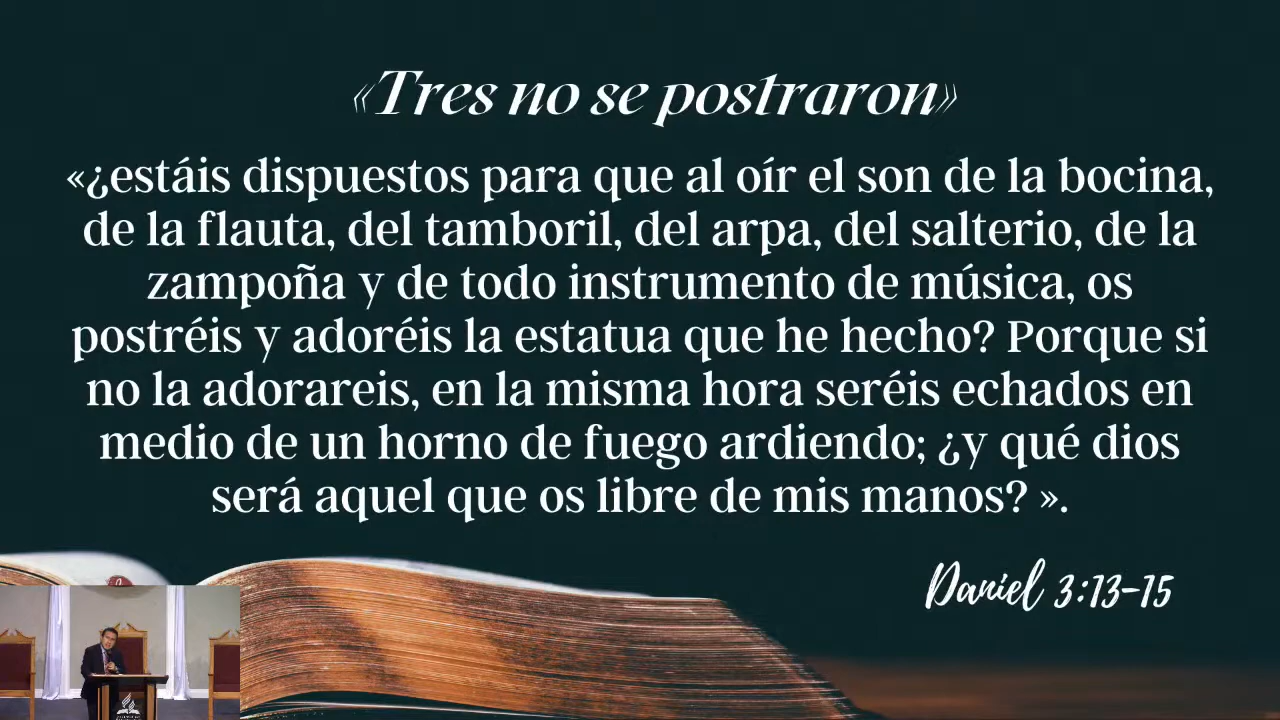 «Tres no se postraron»
«¿estáis dispuestos para que al oír el son de la bocina,
de la flauta, del tamboril, del arpa, del salterio, de la
zampoña y de todo instrumento de música, os
postréis y adoréis la estatua que he hecho? Porque si
no la adorareis, en la misma hora seréis echados en
medio de un horno de fuego ardiendo; ¿y qué dios
será aquel que os libre de mis manos? ».
Daniel 3:13-15